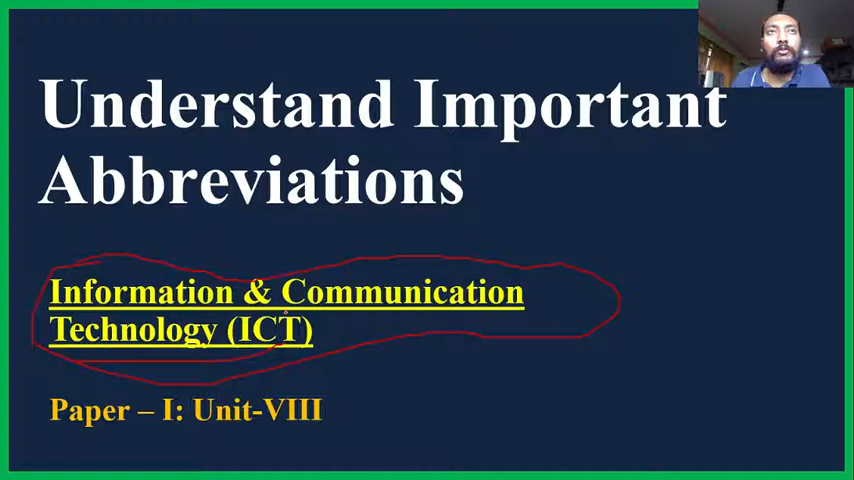 Understand Important
Abbreviations
Information & Communication
Technology (ICT)
Paper – I: Unit-VIII